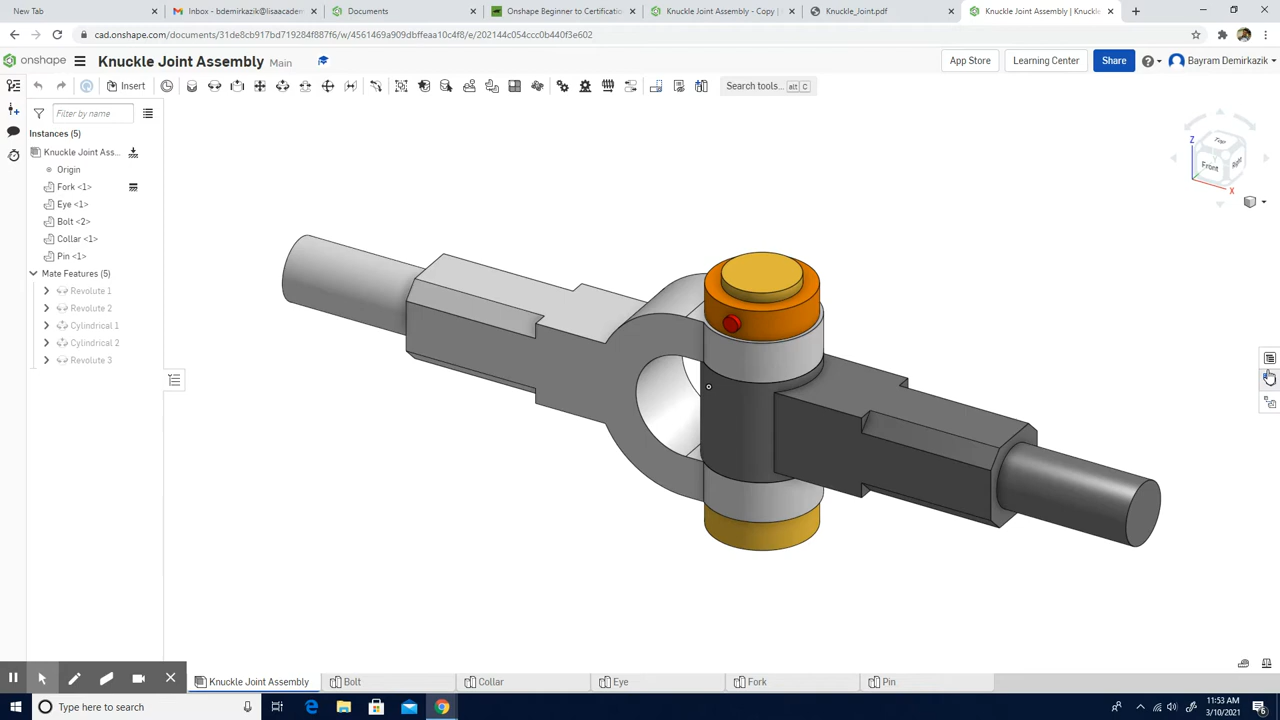 New Tab
Inbox - bdemirkazik@lisaacadem
Documents
Onshape Beginner to Certificatio
Knuckle Joint Assembly - Copy
Knuckle_Joint.pdf
Knuckle Joint Assembly | Knuckl
cad.onshape.com/documents/31de8cb917bd719284f887f6/w/4561469a909dbffeaa10c4f8/e/202144c054ccc0b440f3e602
onshape
Knuckle Joint Assembly Main
App Store
Learning Center
Share
Bayram Demirkazik
Insert
Search tools... alt C
Filter by name
Instances (5)
Knuckle Joint Ass...
Origin
Fork <1>
Eye <1>
Bolt <2>
Collar <1>
Pin <1>
Mate Features (5)
Revolute 1
Revolute 2
Cylindrical 1
Cylindrical 2
Revolute 3
Z
Top
Front
Right
X
Knuckle Joint Assembly
Bolt
Collar
Eye
Fork
Pin
Type here to search
11:53 AM
3/10/2021
6